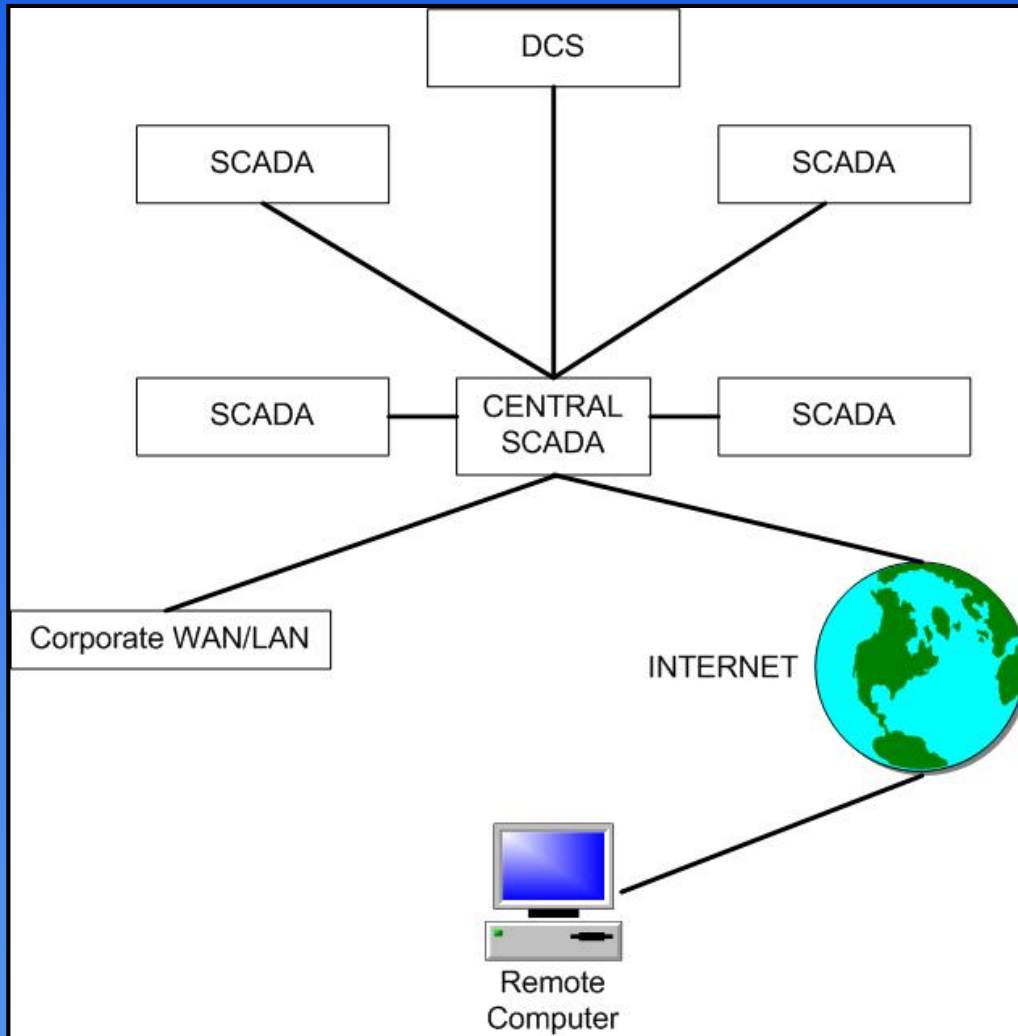 DCS
SCADA
SCADA
SCADA
CENTRAL
SCADA
SCADA
Corporate WAN/LAN
INTERNET
Remote
Computer